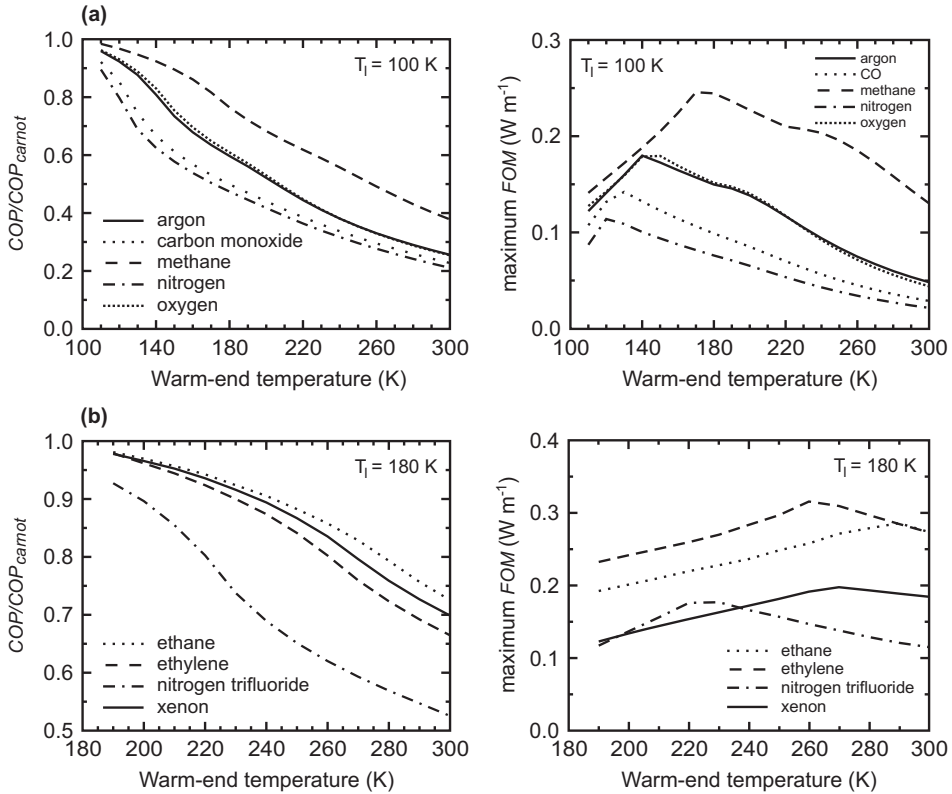 (a)
1.0
0.8
0.6
0.4
0.2
0.0
COP/COPcarnot
Tl = 100 K
argon
carbon monoxide
methane
nitrogen
oxygen
100 140 180 220 260 300
Warm-end temperature (K)
0.3
0.2
0.1
0.0
maximum FOM (W m-1)
Tl = 100 K
argon
CO
methane
nitrogen
oxygen
100 140 180 220 260 300
Warm-end temperature (K)
(b)
1.0
0.9
0.8
0.7
0.6
0.5
COP/COPcarnot
Tl = 180 K
ethane
ethylene
nitrogen trifluoride
xenon
180 200 220 240 260 280 300
Warm-end temperature (K)
0.4
0.3
0.2
0.1
0.0
maximum FOM (W m-1)
Tl = 180 K
ethane
ethylene
nitrogen trifluoride
xenon
180 200 220 240 260 280 300
Warm-end temperature (K)